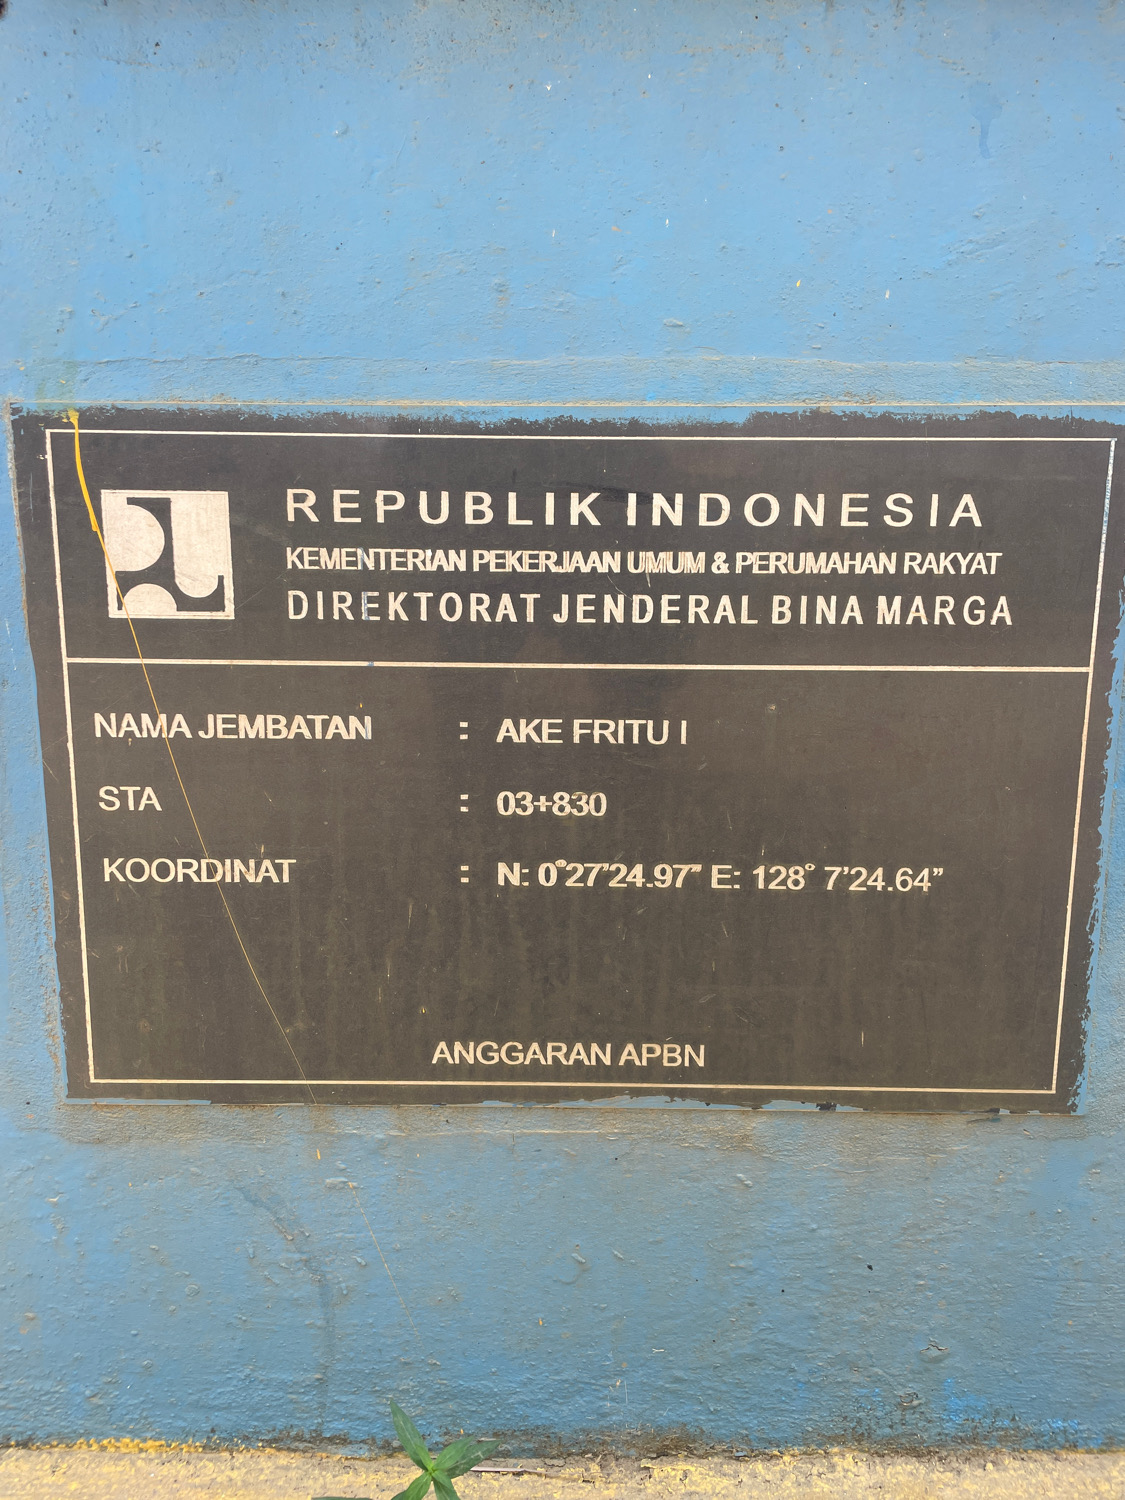 REPUBLIK INDONESIA
KEMENTERIAN PEKERJAAN UMUM & PERUMAHAN RAKYAT
DIREKTORAT JENDERAL BINA MARGA
NAMA JEMBATAN : AKE FRITU I
STA : 03+830
KOORDINAT : N: 0°27'24.97" E: 128° 7'24.64"
ANGGARAN APBN